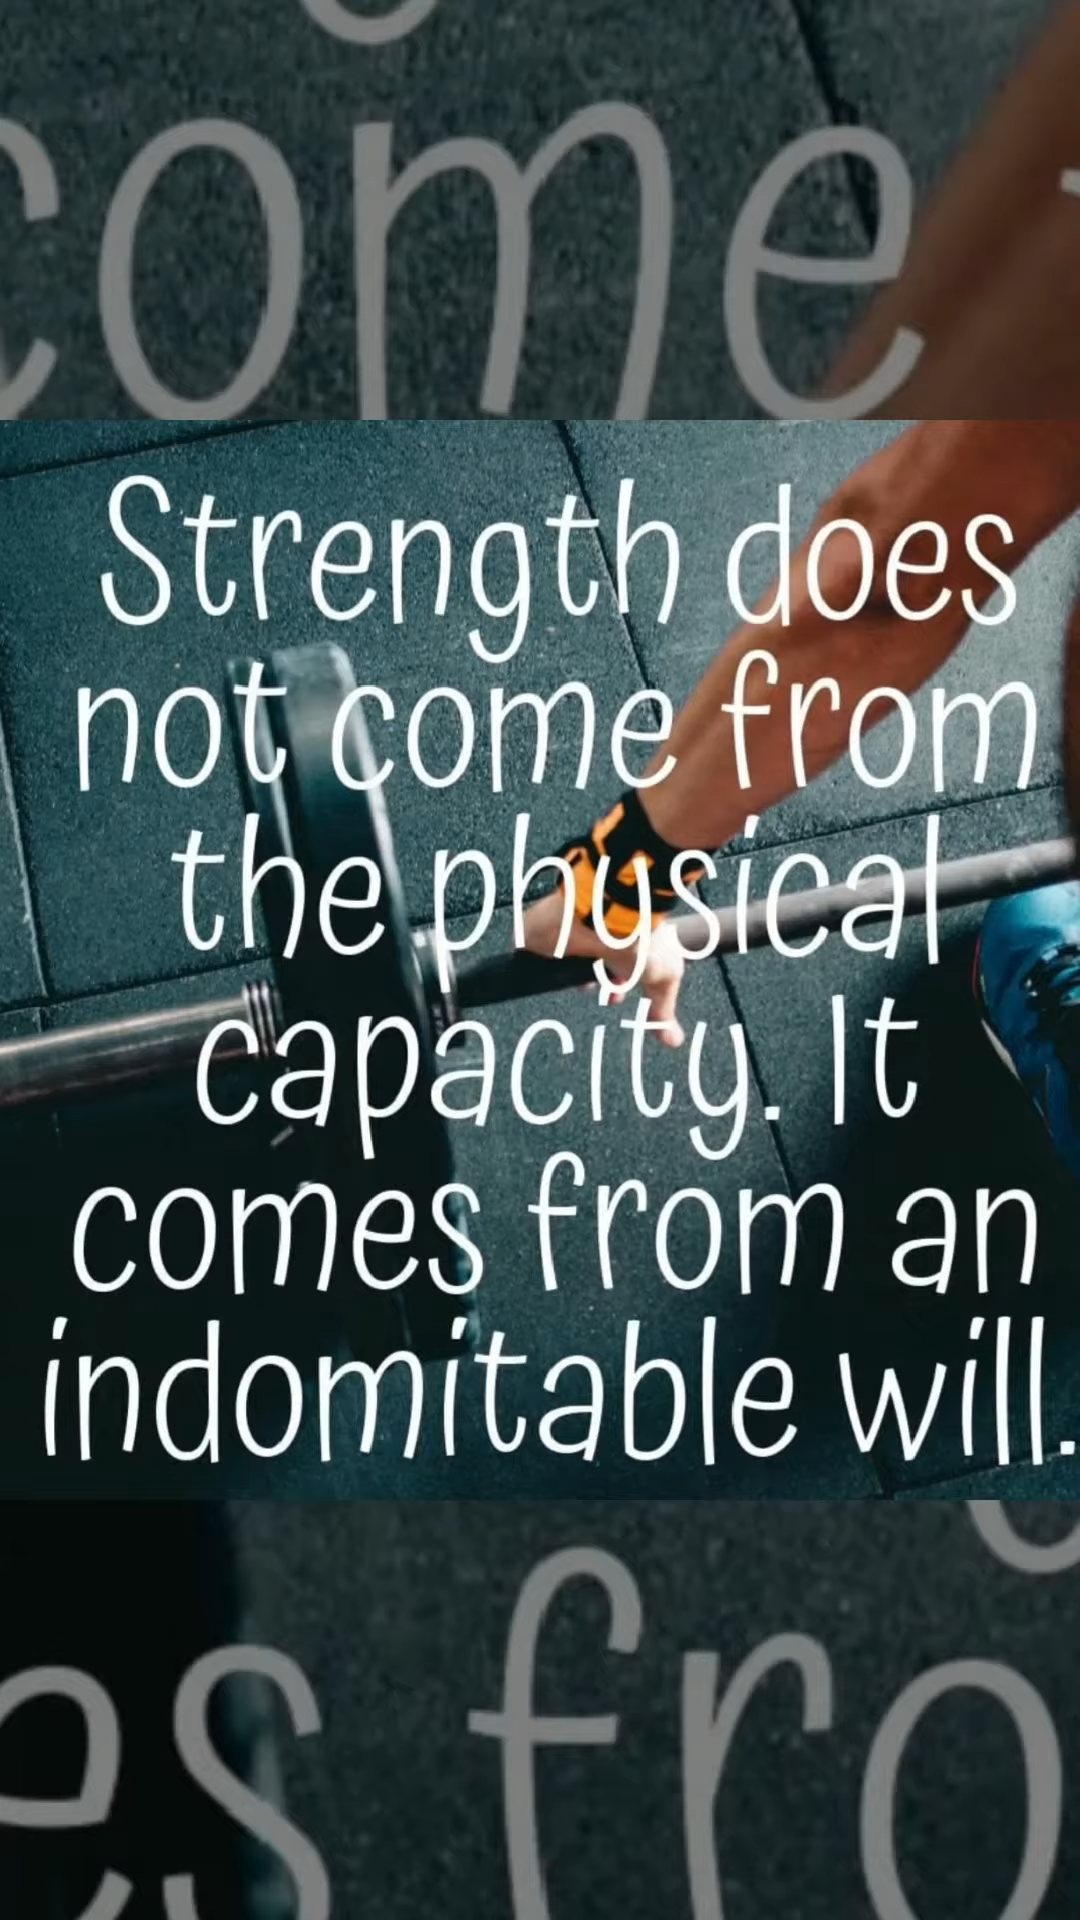 come
Strength does
not come from
the physical
capacity. It
comes from an
indomitable will.
es fro